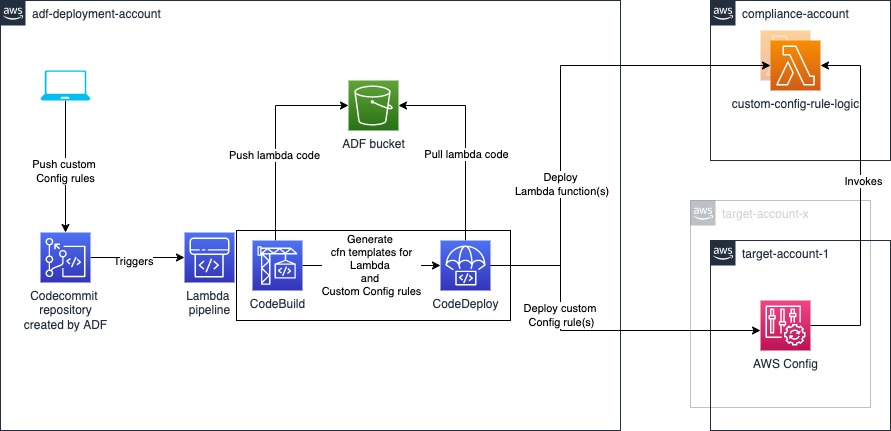 aws
adf-deployment-account
aws
compliance-account
custom-config-rule-logic
ADF bucket
Push lambda code
Pull lambda code
Push custom
Config rules
Deploy
Lambda function(s)
Invokes
aws
target-account-x
aws
target-account-1
Triggers
Generate
cfn templates for
Lambda
and
Custom Config rules
Codecommit
repository
created by ADF
Lambda
pipeline
CodeBuild
CodeDeploy
Deploy custom
Config rule(s)
AWS Config